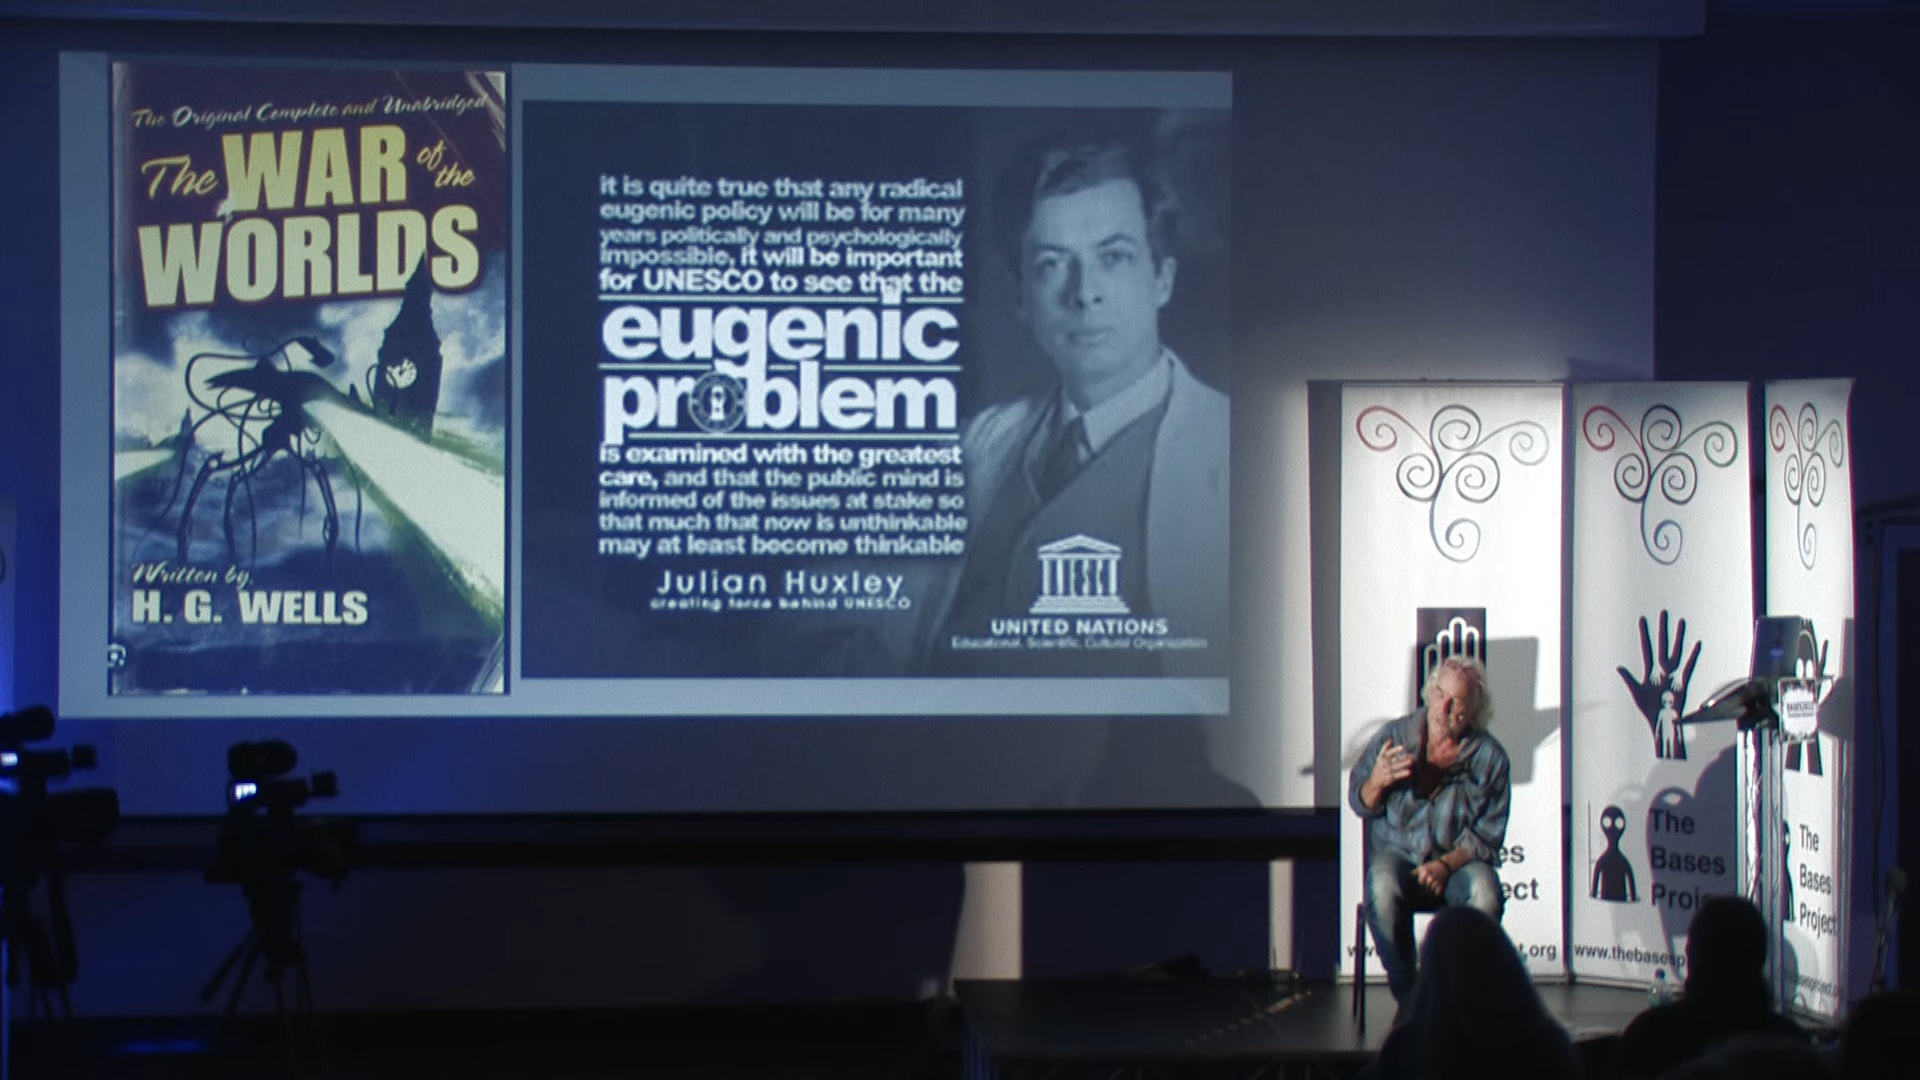 The Original Complete and Unabridged
The WAR of the
WORLDS
Written by
H. G. WELLS
it is quite true that any radical
eugenic policy will be for many
years politically and psychologically
impossible, it will be important
for UNESCO to see that the
eugenic
problem
is examined with the greatest
care, and that the public mind is
informed of the issues at stake so
that much that now is unthinkable
may at least become thinkable
Julian Huxley
creating force behind UNESCO
UNITED NATIONS
Educational, Scientific, Cultural Organization
es
ect
t.org
The
Bases
Proje
www.thebasesp
The
Bases
Project